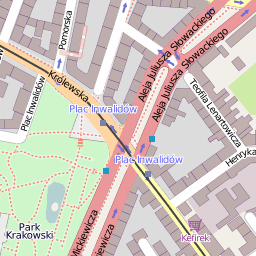 Pomorska
Aleja Juliusza Słowackiego
Aleja Juliusza Słowackiego
Plac Inwalidów
Królewska
Plac Inwalidów
Teofila Lenartowicza
Plac Inwalidów
Henryka
Park
Krakowski
Mickiewicza
ewicza
Kefirek